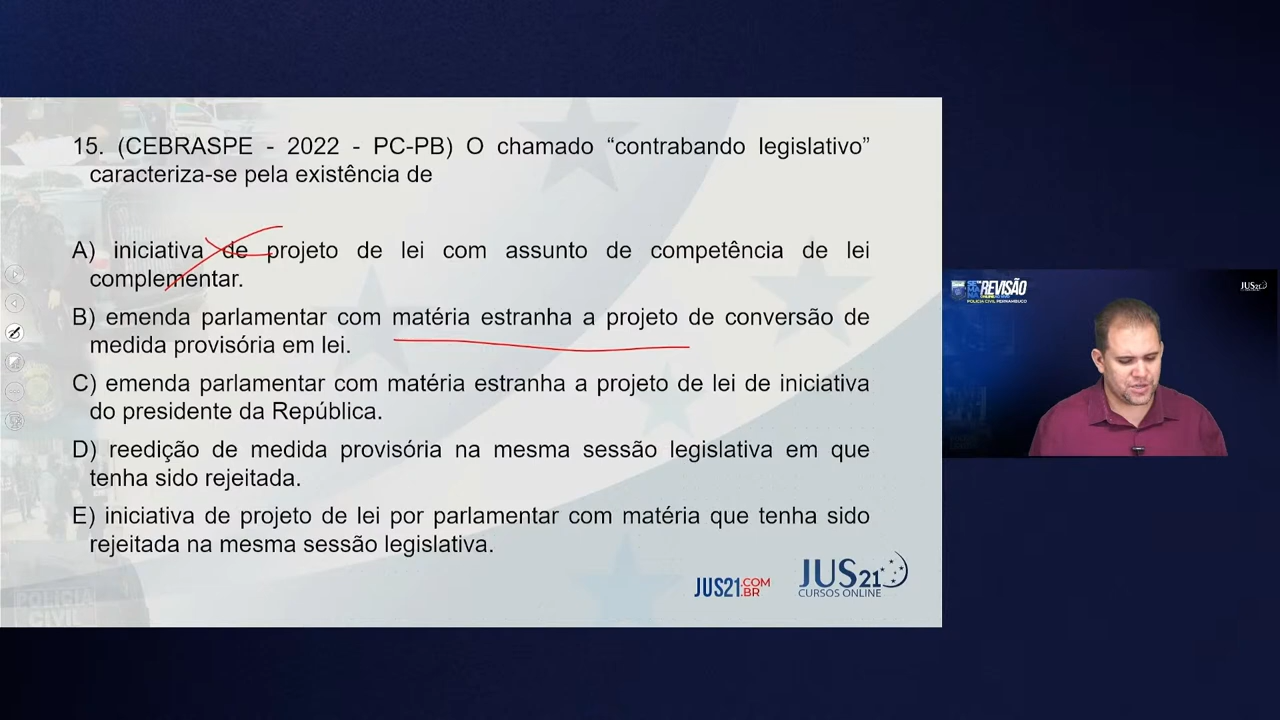 15. (CEBRASPE - 2022 - PC-PB) O chamado “contrabando legislativo”
caracteriza-se pela existência de
A) iniciativa de projeto de lei com assunto de competência de lei
complementar.
B) emenda parlamentar com matéria estranha a projeto de conversão de
medida provisória em lei.
C) emenda parlamentar com matéria estranha a projeto de lei de iniciativa
do presidente da República.
D) reedição de medida provisória na mesma sessão legislativa em que
tenha sido rejeitada.
E) iniciativa de projeto de lei por parlamentar com matéria que tenha sido
rejeitada na mesma sessão legislativa.
JUS21.COM.BR
JUS21
CURSOS ONLINE
POLÍCIA
CIVIL
SEMANA
REVISÃO
POLÍCIA CIVIL PERNAMBUCO
JUS21